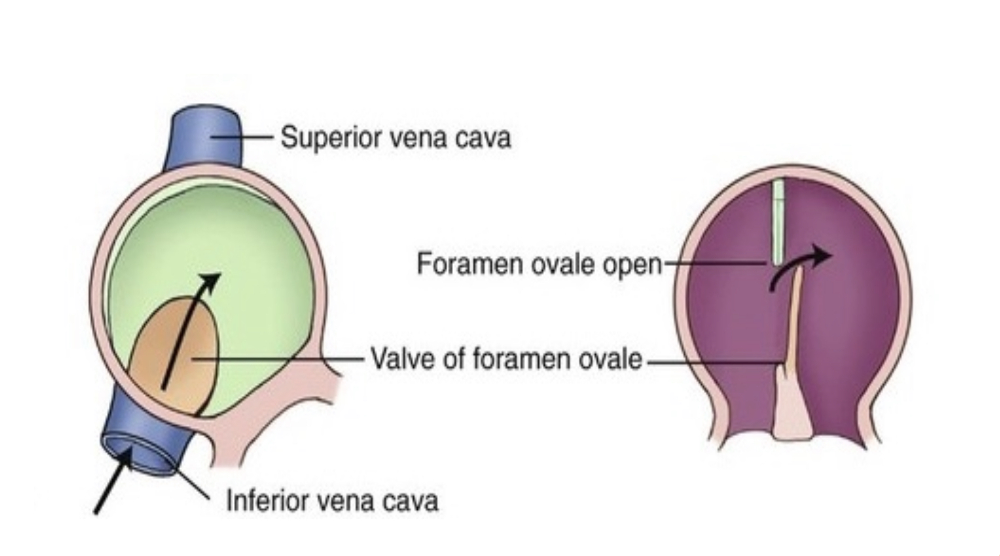 Superior vena cava
Foramen ovale open
Valve of foramen ovale
Inferior vena cava